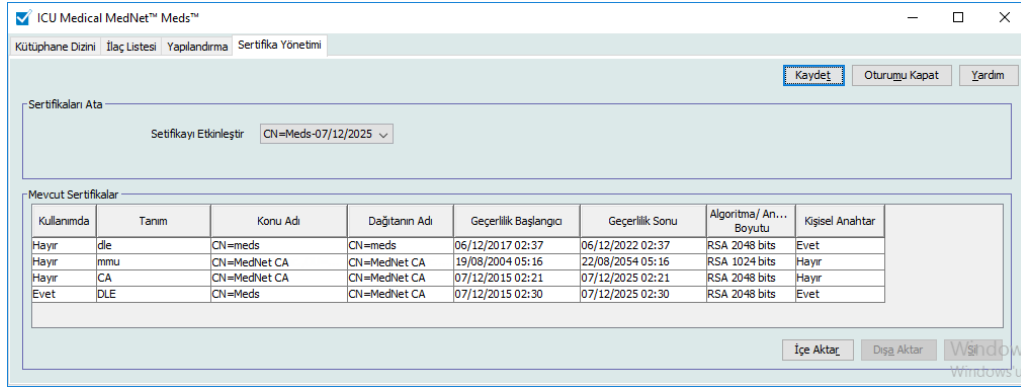 ICU Medical MedNet™ Meds™
Kütüphane Dizini İlaç Listesi Yapılandırma Sertifika Yönetimi
Kaydet Oturumu Kapat Yardım
Sertifikaları Ata
Setifikayı Etkinleştir CN=Meds-07/12/2025
Mevcut Sertifikalar
Kullanımda Tanım Konu Adı Dağıtanın Adı Geçerlilik Başlangıcı Geçerlilik Sonu Algoritma/ An... Boyutu Kişisel Anahtar
Hayır dle CN=meds CN=meds 06/12/2017 02:37 06/12/2022 02:37 RSA 2048 bits Evet
Hayır mmu CN=MedNet CA CN=MedNet CA 19/08/2004 05:16 22/08/2054 05:16 RSA 1024 bits Hayır
Hayır CA CN=MedNet CA CN=MedNet CA 07/12/2015 02:21 07/12/2025 02:21 RSA 2048 bits Hayır
Evet DLE CN=Meds CN=MedNet CA 07/12/2015 02:30 07/12/2025 02:30 RSA 2048 bits Evet
İçe Aktar Dışa Aktar Sil
Window
Windows'u